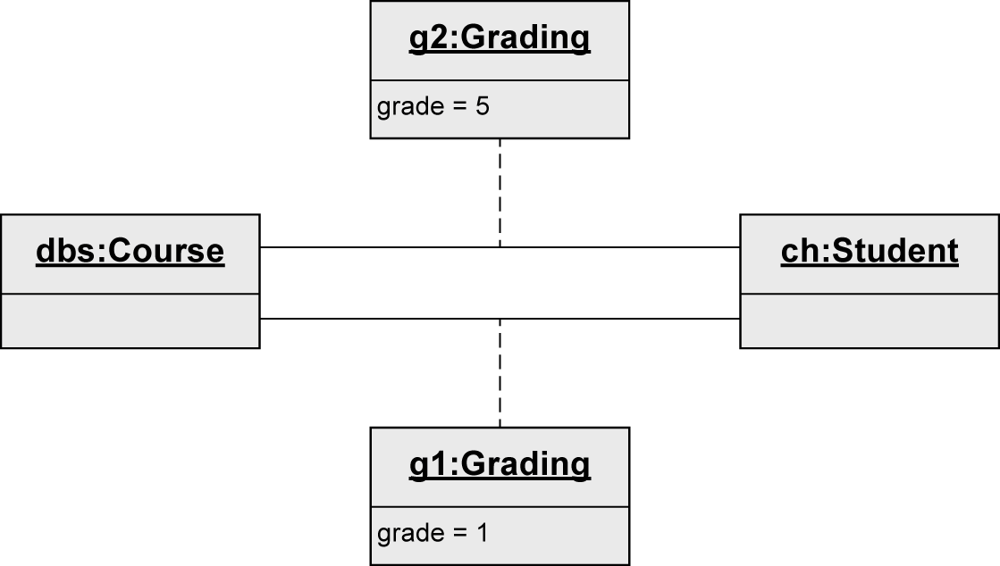 g2:Grading
grade = 5
dbs:Course
ch:Student
g1:Grading
grade = 1